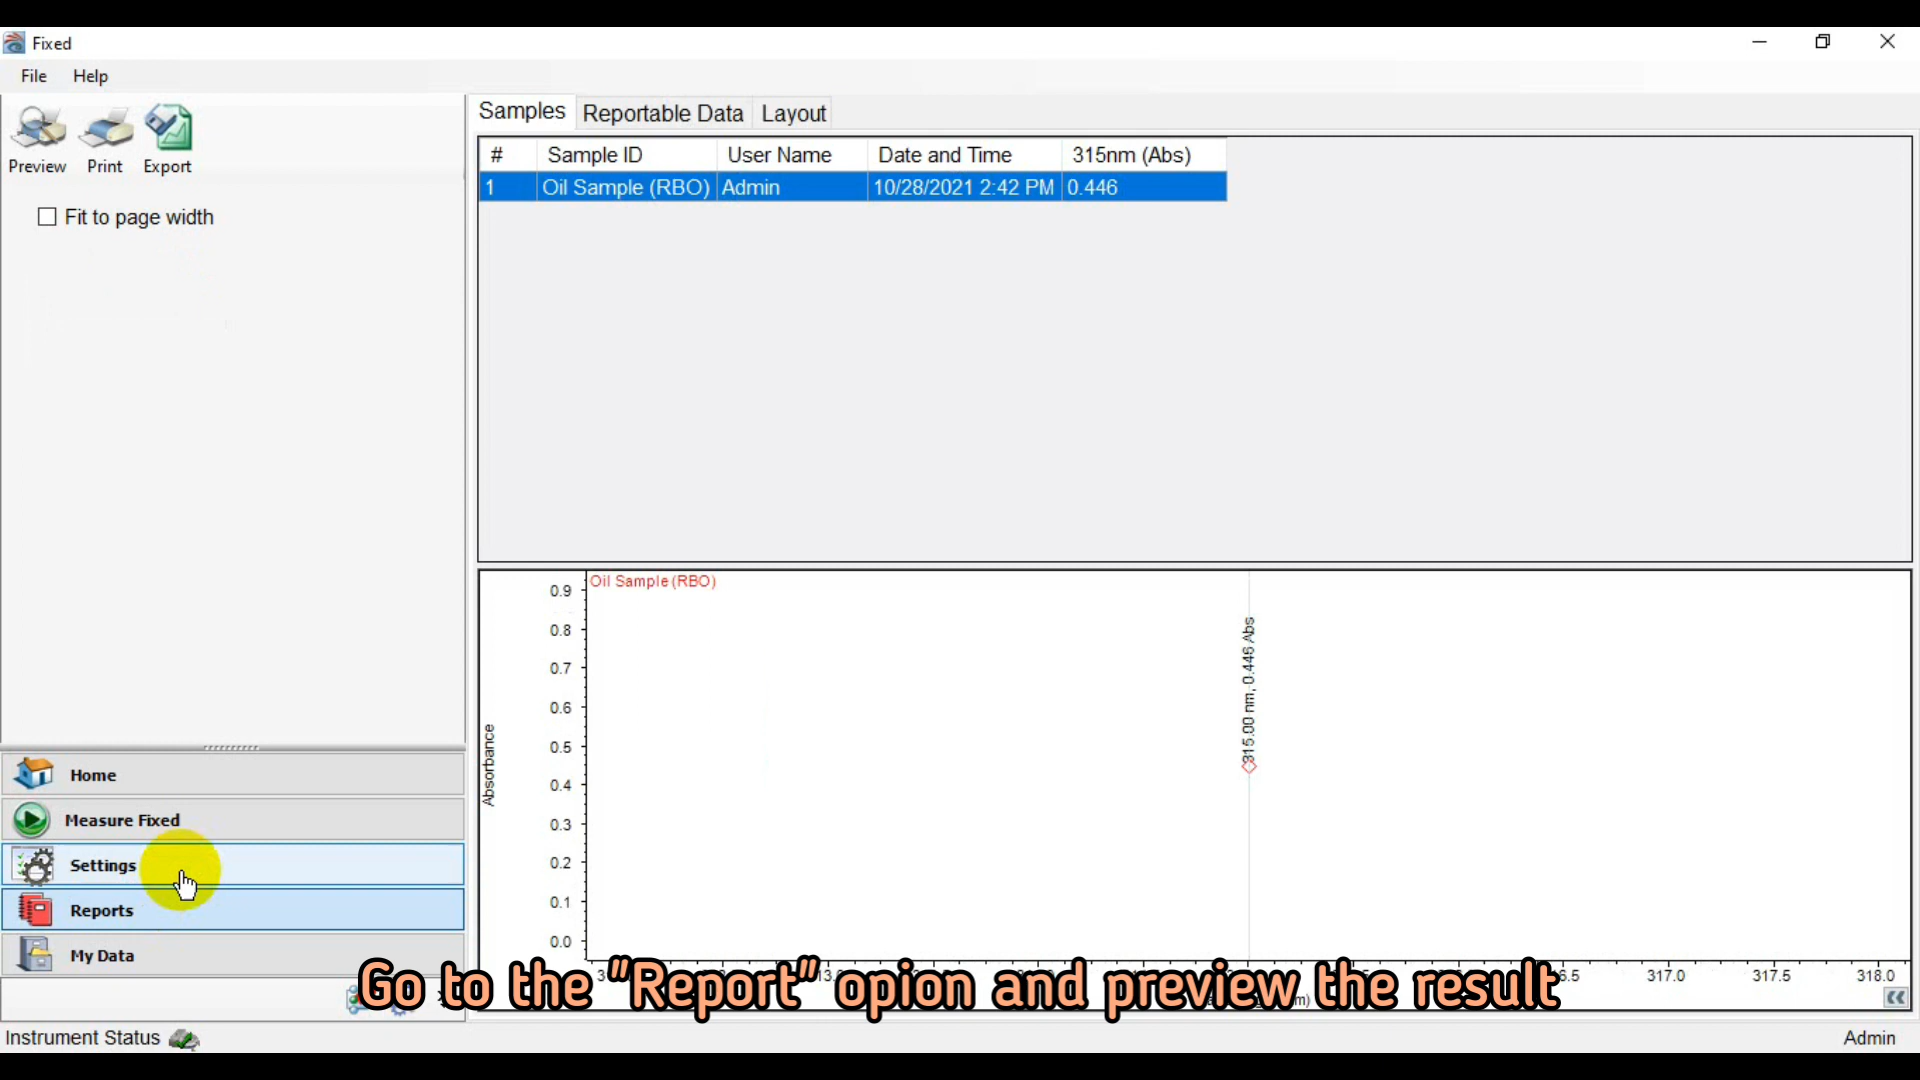 Fixed
File Help
Preview Print Export
Fit to page width
Samples Reportable Data Layout
# Sample ID User Name Date and Time 315nm (Abs)
1 Oil Sample (RBO) Admin 10/28/2021 2:42 PM 0.446
Oil Sample (RBO)
0.9
0.8
0.7
0.6
0.5
0.4
0.3
0.2
0.1
0.0
Absorbance
315.00 nm, 0.446 Abs
317.0 317.5 318.0
Home
Measure Fixed
Settings
Reports
My Data
Go to the "Report" opion and preview the result
Instrument Status
Admin